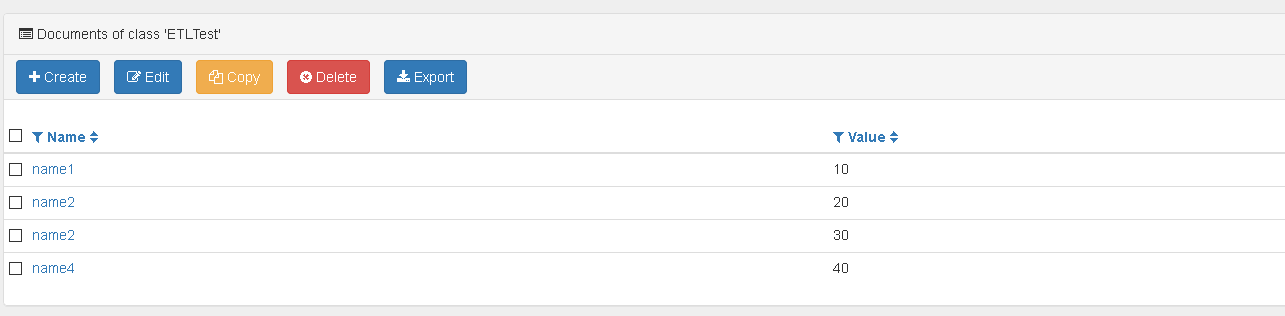 Documents of class 'ETLTest'
Create Edit Copy Delete Export
Name Value
name1 10
name2 20
name2 30
name4 40